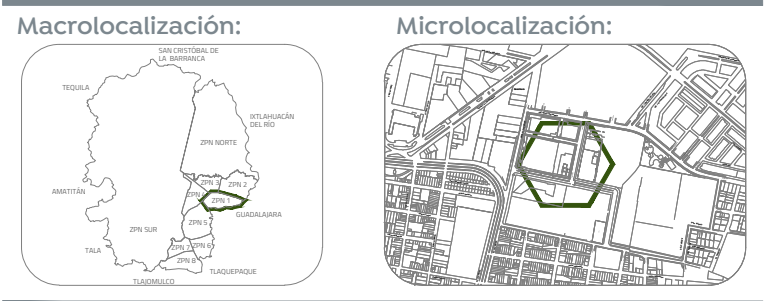 Macrolocalización:
Microlocalización:
SAN CRISTÓBAL DE
LA BARRANCA
TEQUILA
IXTLAHUACÁN
DEL RÍO
ZPN NORTE
ZPN 3
ZPN 2
AMATITÁN
ZPN
ZPN 1
GUADALAJARA
ZPN 5
ZPN SUR
ZPN 7
ZPN 6
TALA
ZPN 8
TLAQUEPAQUE
TLAJOMULCO